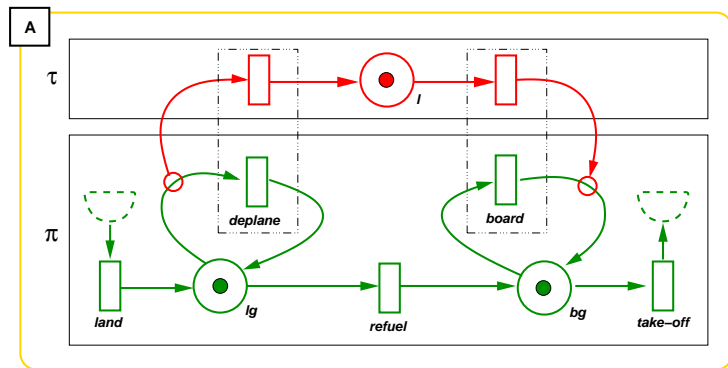 A
τ
l
deplane
board
π
land
lg
refuel
bg
take–off